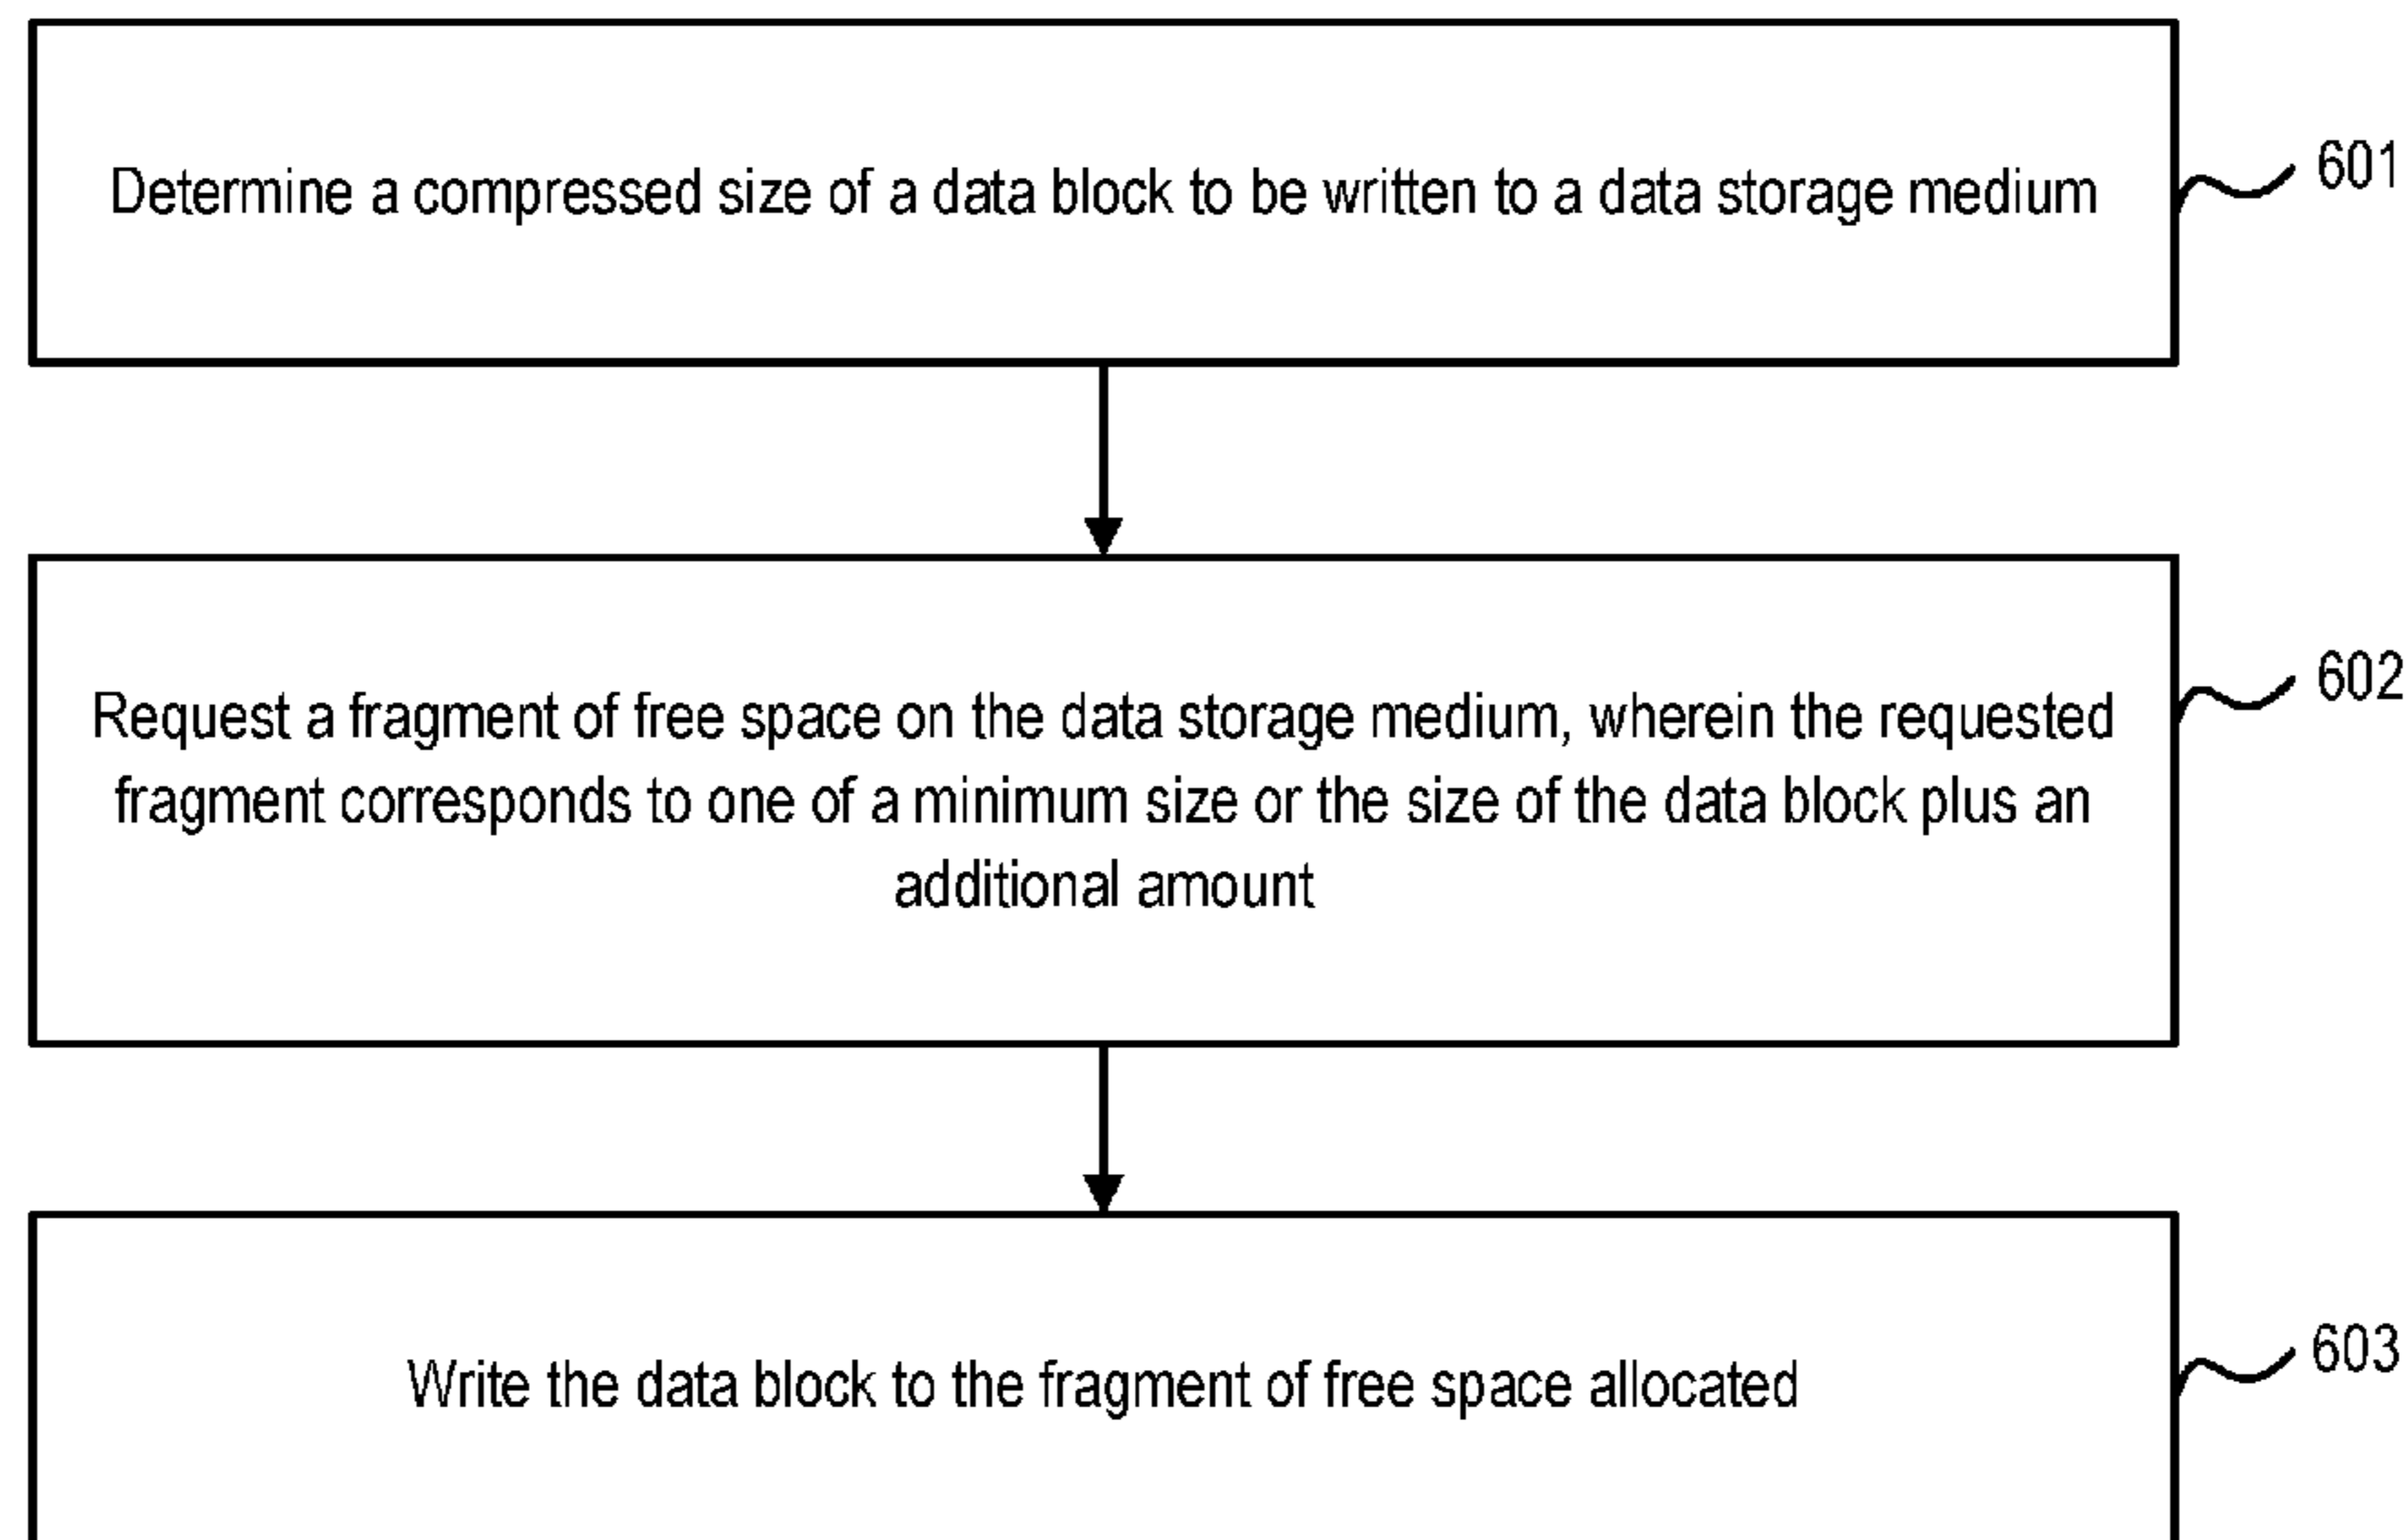 Determine a compressed size of a data block to be written to a data storage medium
601
Request a fragment of free space on the data storage medium, wherein the requested
fragment corresponds to one of a minimum size or the size of the data block plus an
additional amount
602
Write the data block to the fragment of free space allocated
603